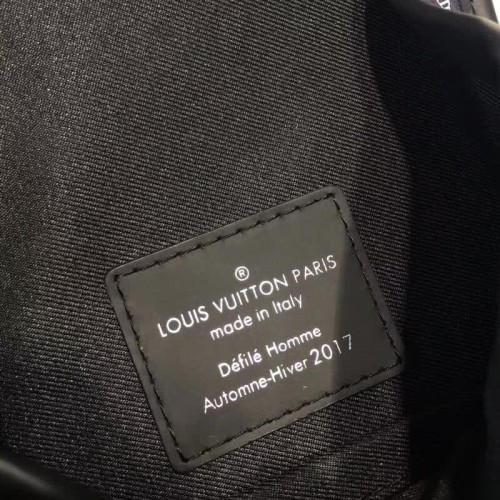 ®
LOUIS VUITTON PARIS
made in Italy
Défilé Homme
Automne-Hiver 2017